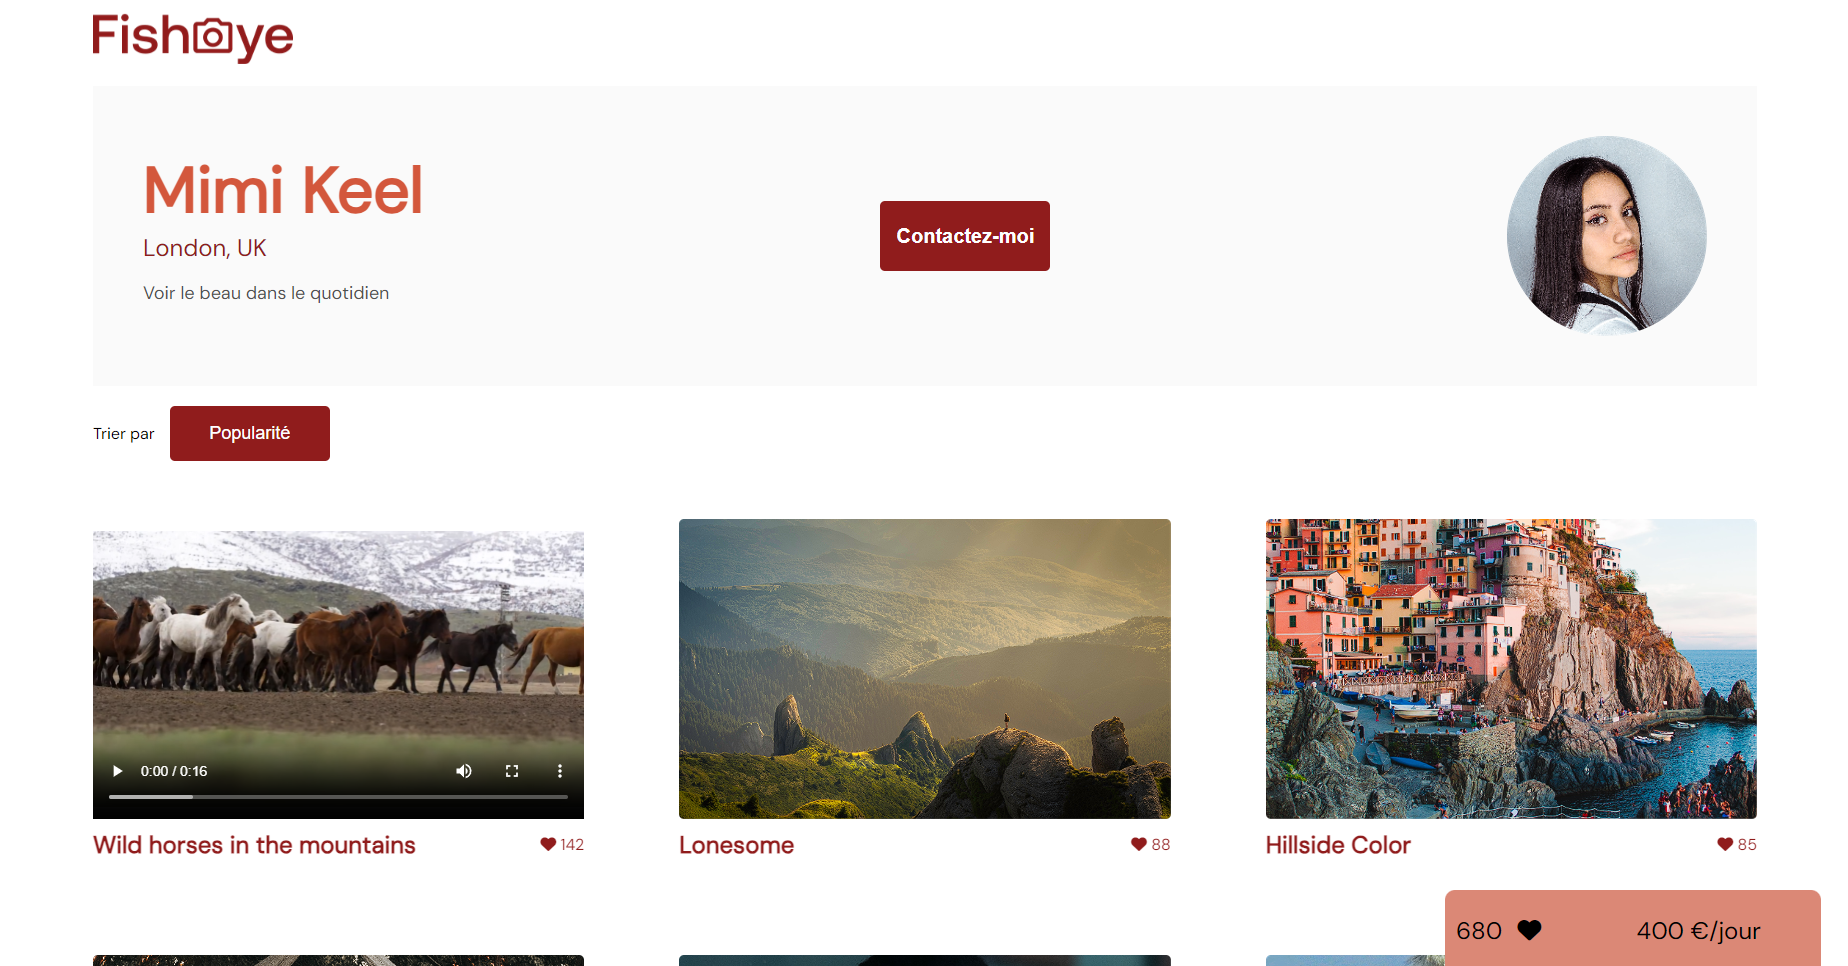 Fisheye
Mimi Keel
London, UK
Voir le beau dans le quotidien
Contactez-moi
Trier par
Popularité
0:00 / 0:16
Wild horses in the mountains
142
Lonesome
88
Hillside Color
85
680
400 €/jour